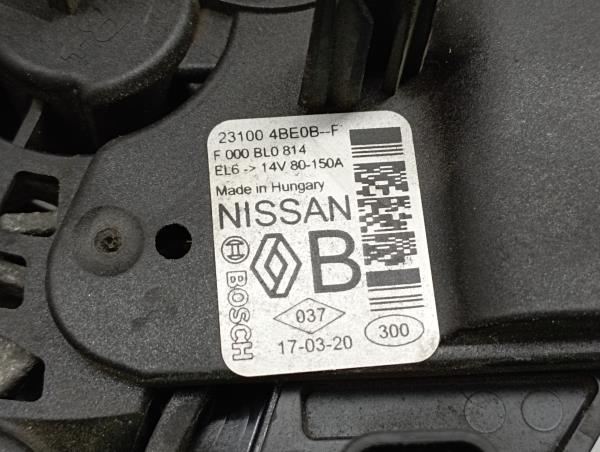 23100 4BE0B--F
F 000 BL0 814
EL6 -> 14V 80-150A
Made in Hungary
NISSAN
B
BOSCH
037
17-03-20
300